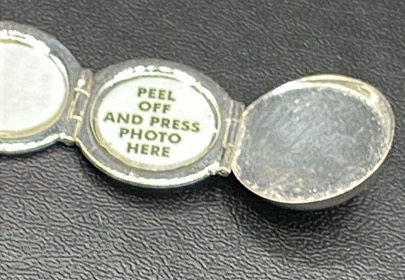 PEEL
OFF
AND PRESS
PHOTO
HERE